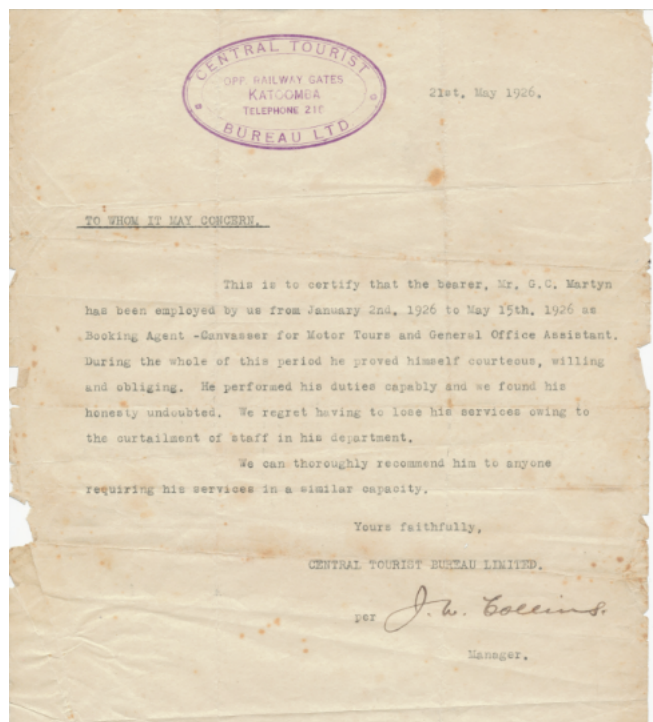 CENTRAL TOURIST
OPP. RAILWAY GATES
KATOOMBA
TELEPHONE 210
BUREAU LTD
21st. May 1926.
TO WHOM IT MAY CONCERN.
This is to certify that the bearer, Mr. G.C. Martyn
has been employed by us from January 2nd. 1926 to May 15th. 1926 as
Booking Agent -Canvasser for Motor Tours and General Office Assistant.
During the whole of this period he proved himself courteous, willing
and obliging. He performed his duties capably and we found his
honesty undoubted. We regret having to lose his services owing to
the curtailment of staff in his department.
We can thoroughly recommend him to anyone
requiring his services in a similar capacity.
Yours faithfully,
CENTRAL TOURIST BUREAU LIMITED.
per J. W. Collins.
Manager.